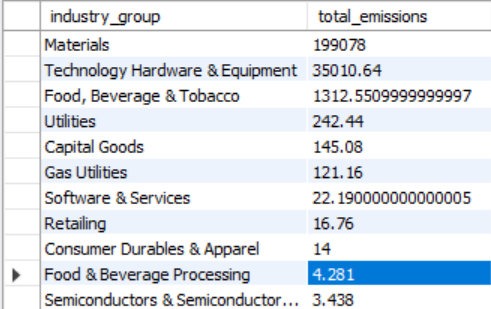 industry_group total_emissions
Materials 199078
Technology Hardware & Equipment 35010.64
Food, Beverage & Tobacco 1312.5509999999997
Utilities 242.44
Capital Goods 145.08
Gas Utilities 121.16
Software & Services 22.190000000000005
Retailing 16.76
Consumer Durables & Apparel 14
Food & Beverage Processing 4.281
Semiconductors & Semiconductor... 3.438